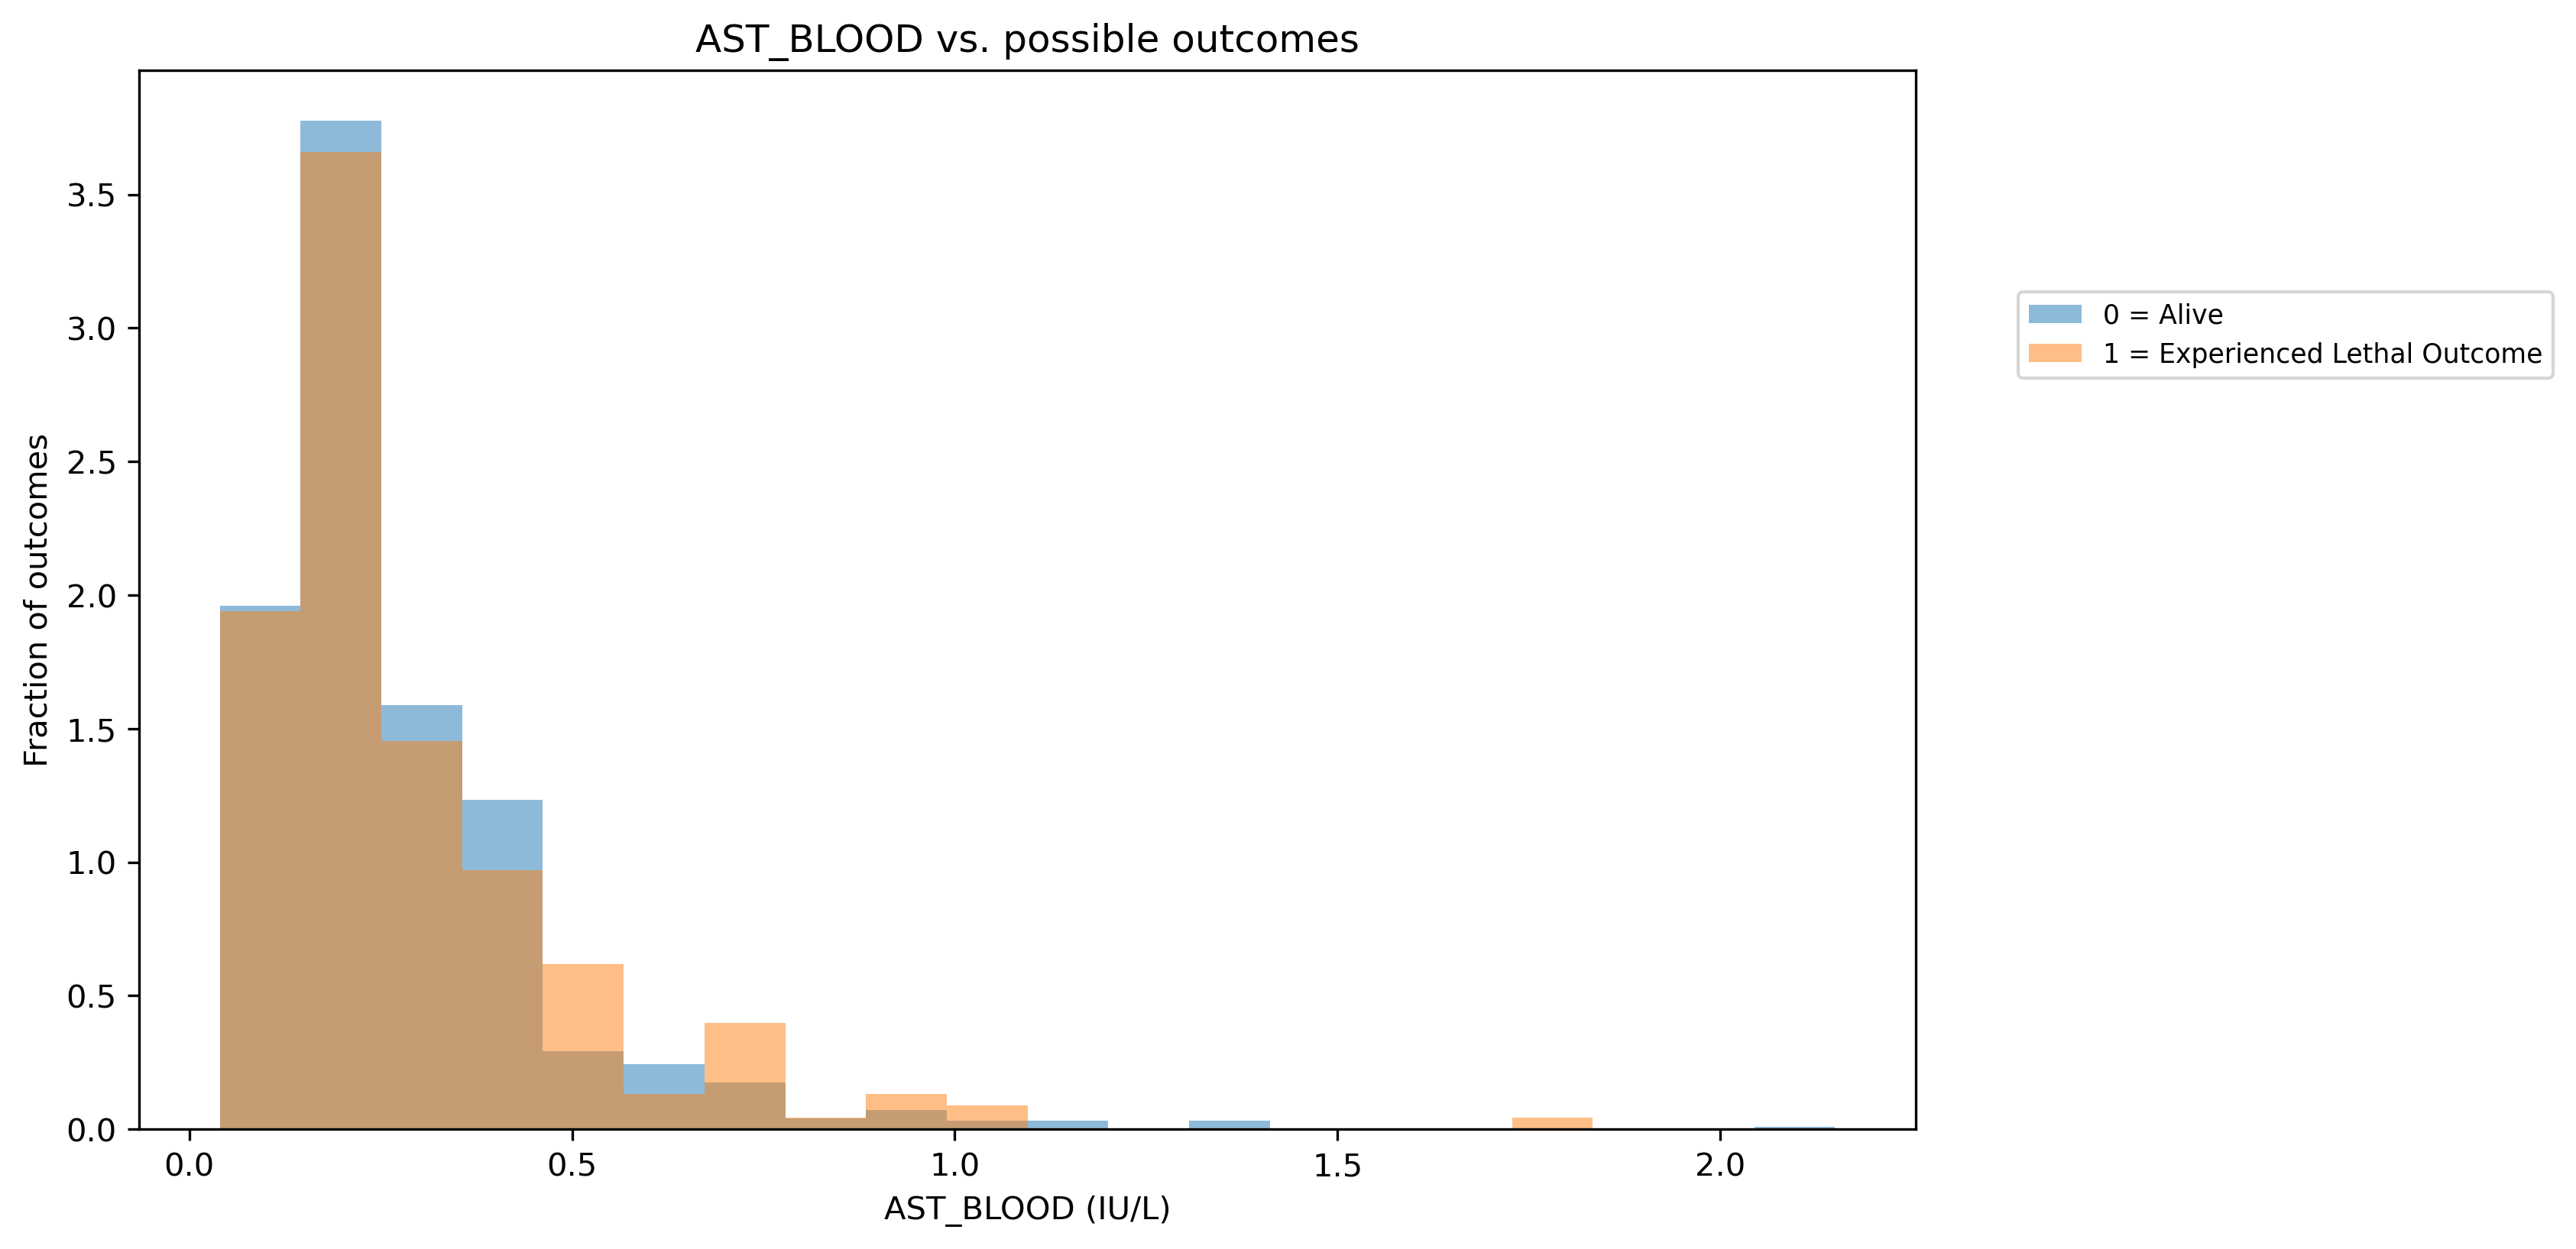 AST_BLOOD vs. possible outcomes
3.5
3.0
2.5
2.0
1.5
1.0
0.5
0.0
Fraction of outcomes
0.0 0.5 1.0 1.5 2.0
AST_BLOOD (IU/L)
0 = Alive
1 = Experienced Lethal Outcome